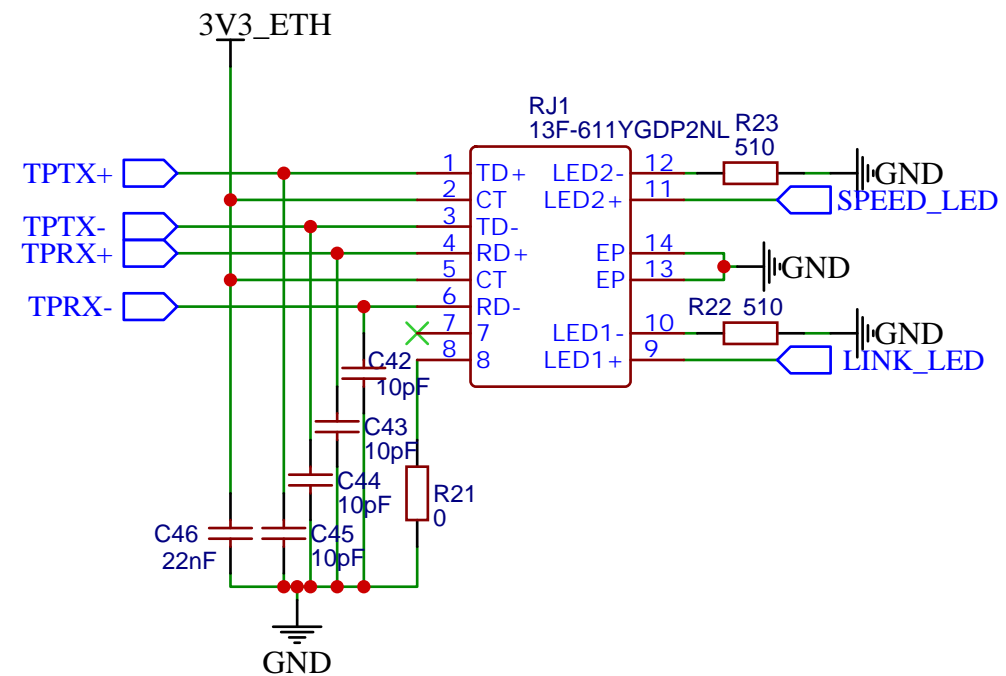 3V3_ETH
RJ1
13F-611YGDP2NL
R23
510
TPTX+
1
TD+
LED2-
12
GND
2
CT
LED2+
11
SPEED_LED
TPTX-
3
TD-
TPRX+
4
RD+
EP
14
GND
5
CT
EP
13
TPRX-
6
RD-
R22 510
7
7
LED1-
10
GND
8
8
LED1+
9
LINK_LED
C42
10pF
C43
10pF
C44
10pF
R21
0
C46
22nF
C45
10pF
GND